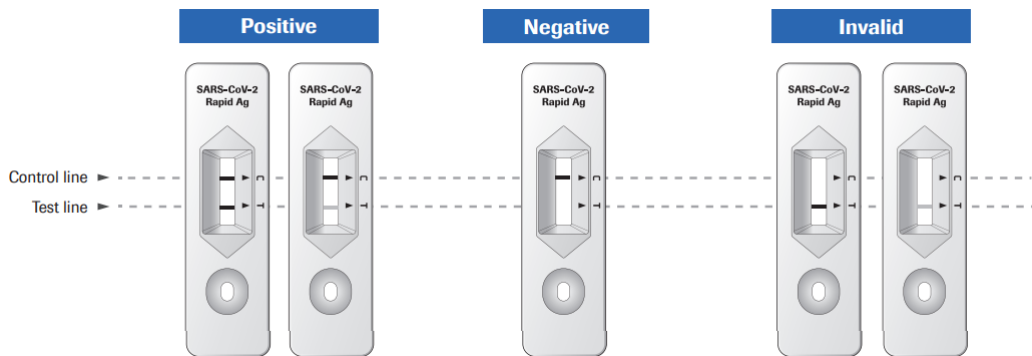 Positive
Negative
Invalid
SARS-CoV-2
Rapid Ag
SARS-CoV-2
Rapid Ag
SARS-CoV-2
Rapid Ag
SARS-CoV-2
Rapid Ag
SARS-CoV-2
Rapid Ag
Control line
C
C
C
C
C
Test line
T
T
T
T
T